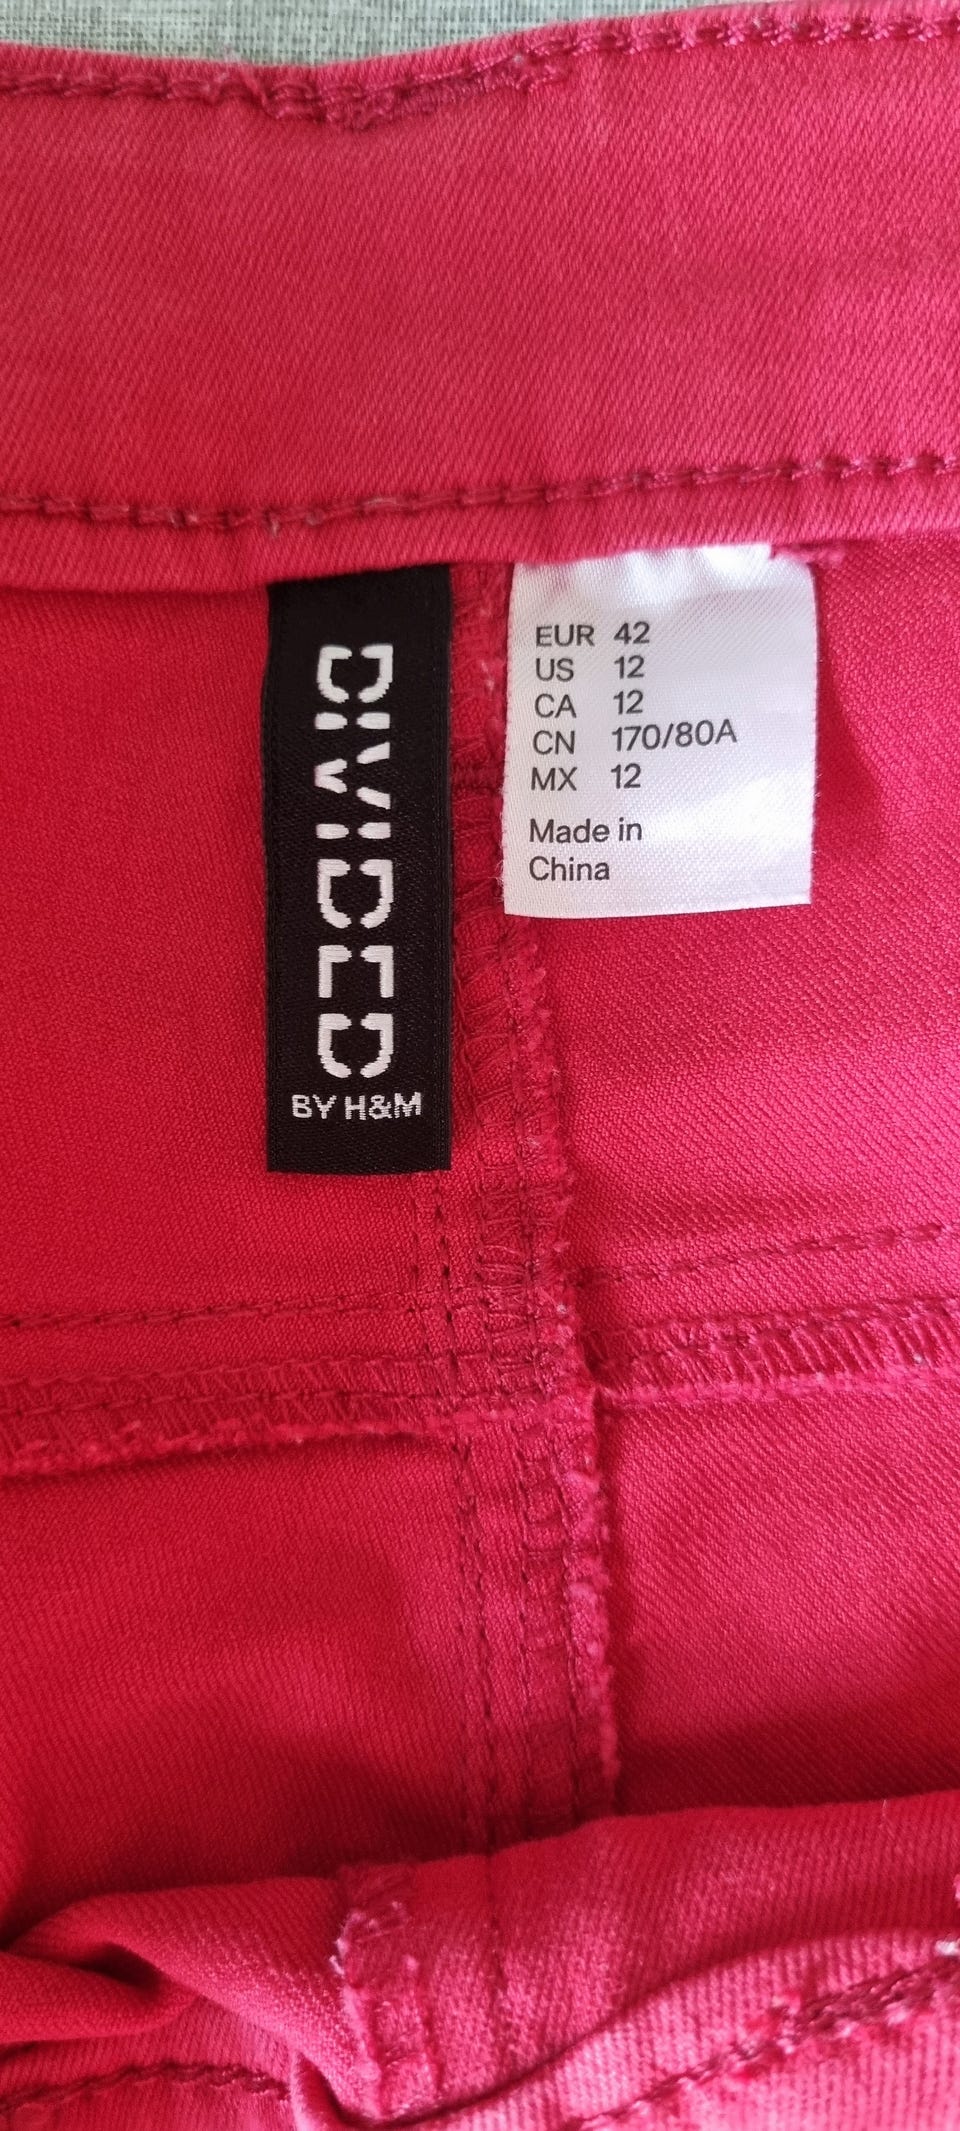 DIVIDED
BY H&M
EUR 42
US 12
CA 12
CN 170/80A
MX 12
Made in
China